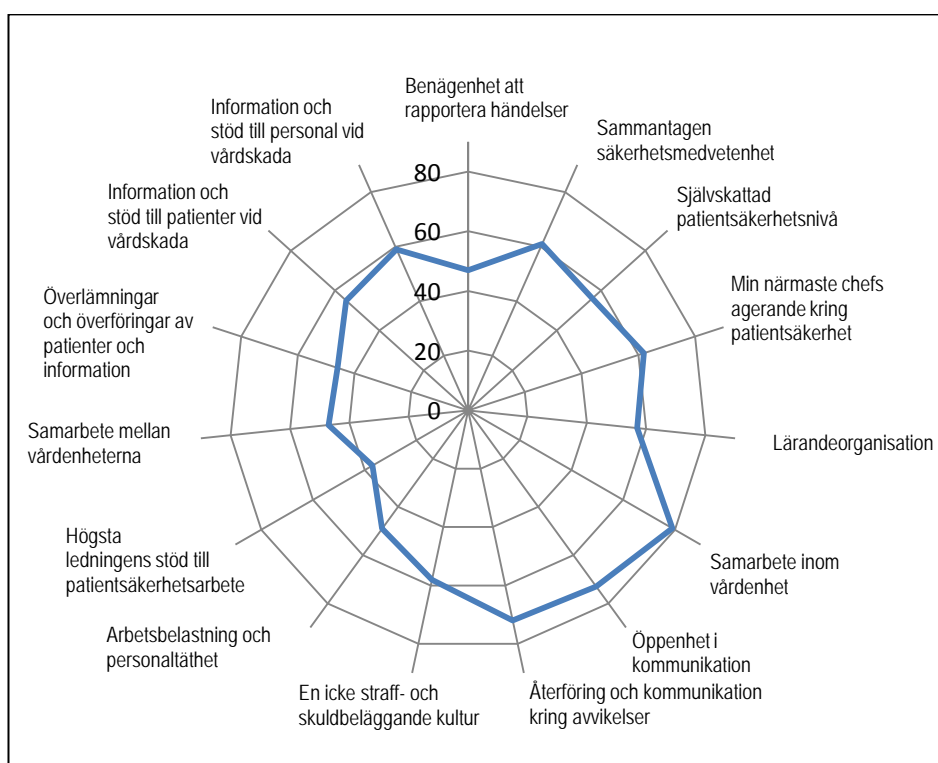 Benägenhet att
rapportera händelser
Sammantagen
säkerhetsmedvetenhet
Självskattad
patientsäkerhetsnivå
Min närmaste chefs
agerande kring
patientsäkerhet
Lärandeorganisation
Samarbete inom
vårdenhet
Öppenhet i
kommunikation
Återföring och kommunikation
kring avvikelser
En icke straff- och
skuldbeläggande kultur
Arbetsbelastning och
personaltäthet
Högsta
ledningens stöd till
patientsäkerhetsarbete
Samarbete mellan
vårdenheterna
Överlämningar
och överföringar av
patienter och
information
Information och
stöd till patienter vid
vårdskada
Information och
stöd till personal vid
vårdskada
80
60
40
20
0